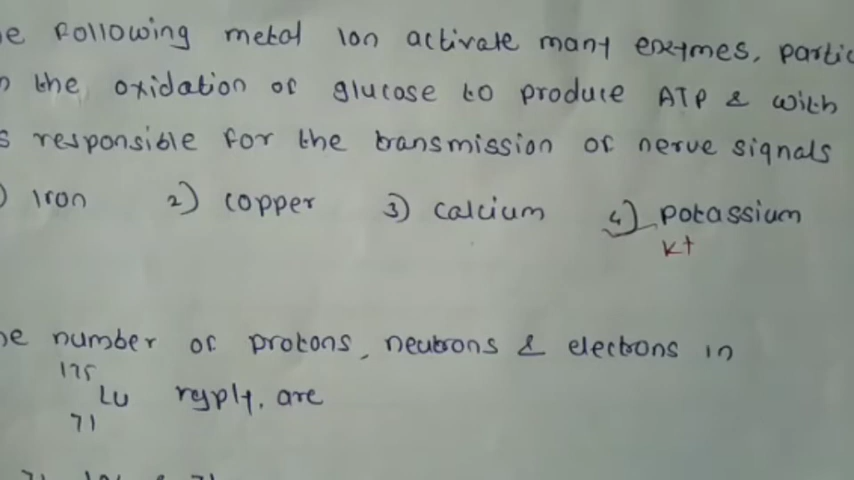 e following metal ion activate many enzymes, partic
n the oxidation of glucose to produce ATP & with
s responsible for the transmission of nerve signals
) Iron 2) copper 3) calcium 4) potassium
K+
ne number of protons, neutrons & electrons in
175
Lu are
71